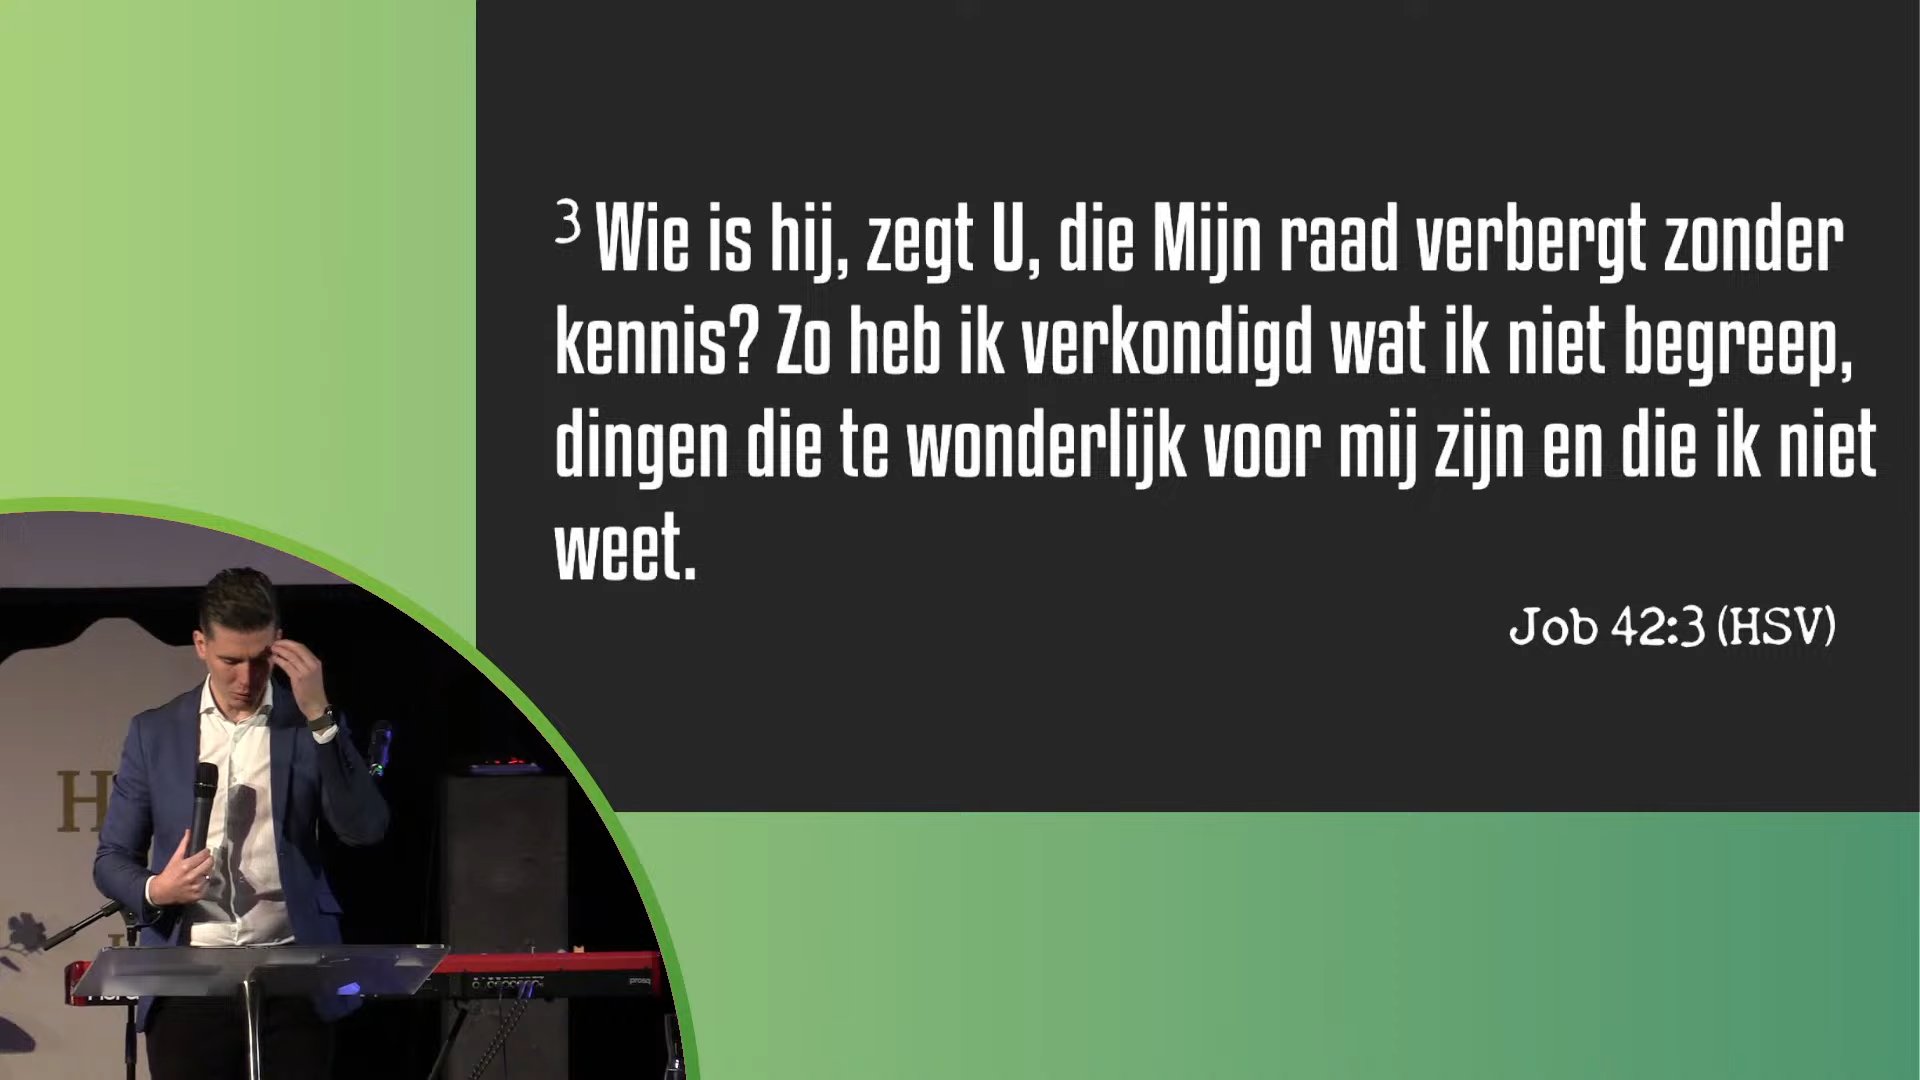 3 Wie is hij, zegt U, die Mijn raad verbergt zonder
kennis? Zo heb ik verkondigd wat ik niet begreep,
dingen die te wonderlijk voor mij zijn en die ik niet
weet.
Job 42:3 (HSV)
H